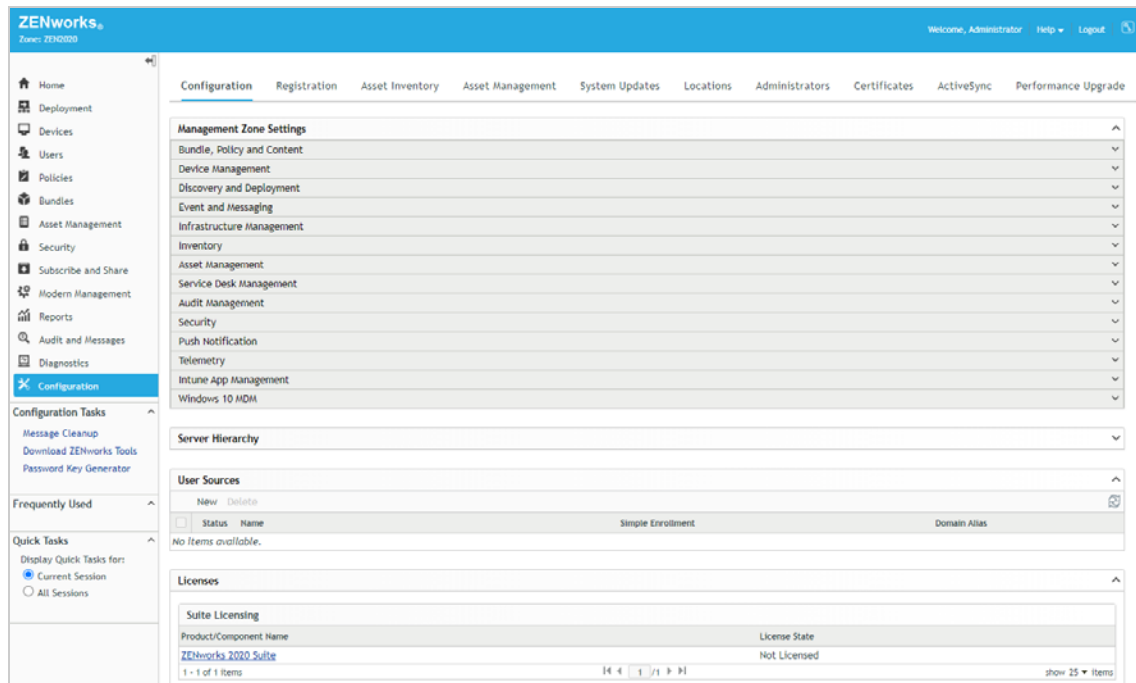 ZENworks®
Zone: ZEN2020
Welcome, Administrator Help Logout
Home
Deployment
Devices
Users
Policies
Bundles
Asset Management
Security
Subscribe and Share
Modern Management
Reports
Audit and Messages
Diagnostics
Configuration
Configuration Tasks
Message Cleanup
Download ZENworks Tools
Password Key Generator
Frequently Used
Quick Tasks
Display Quick Tasks for:
Current Session
All Sessions
Configuration Registration Asset Inventory Asset Management System Updates Locations Administrators Certificates ActiveSync Performance Upgrade
Management Zone Settings
Bundle, Policy and Content
Device Management
Discovery and Deployment
Event and Messaging
Infrastructure Management
Inventory
Asset Management
Service Desk Management
Audit Management
Security
Push Notification
Telemetry
Intune App Management
Windows 10 MDM
Server Hierarchy
User Sources
New Delete
Status Name Simple Enrollment Domain Alias
No items available.
Licenses
Suite Licensing
Product/Component Name License State
ZENworks 2020 Suite Not Licensed
1 - 1 of 1 items 1 /1 show 25 items